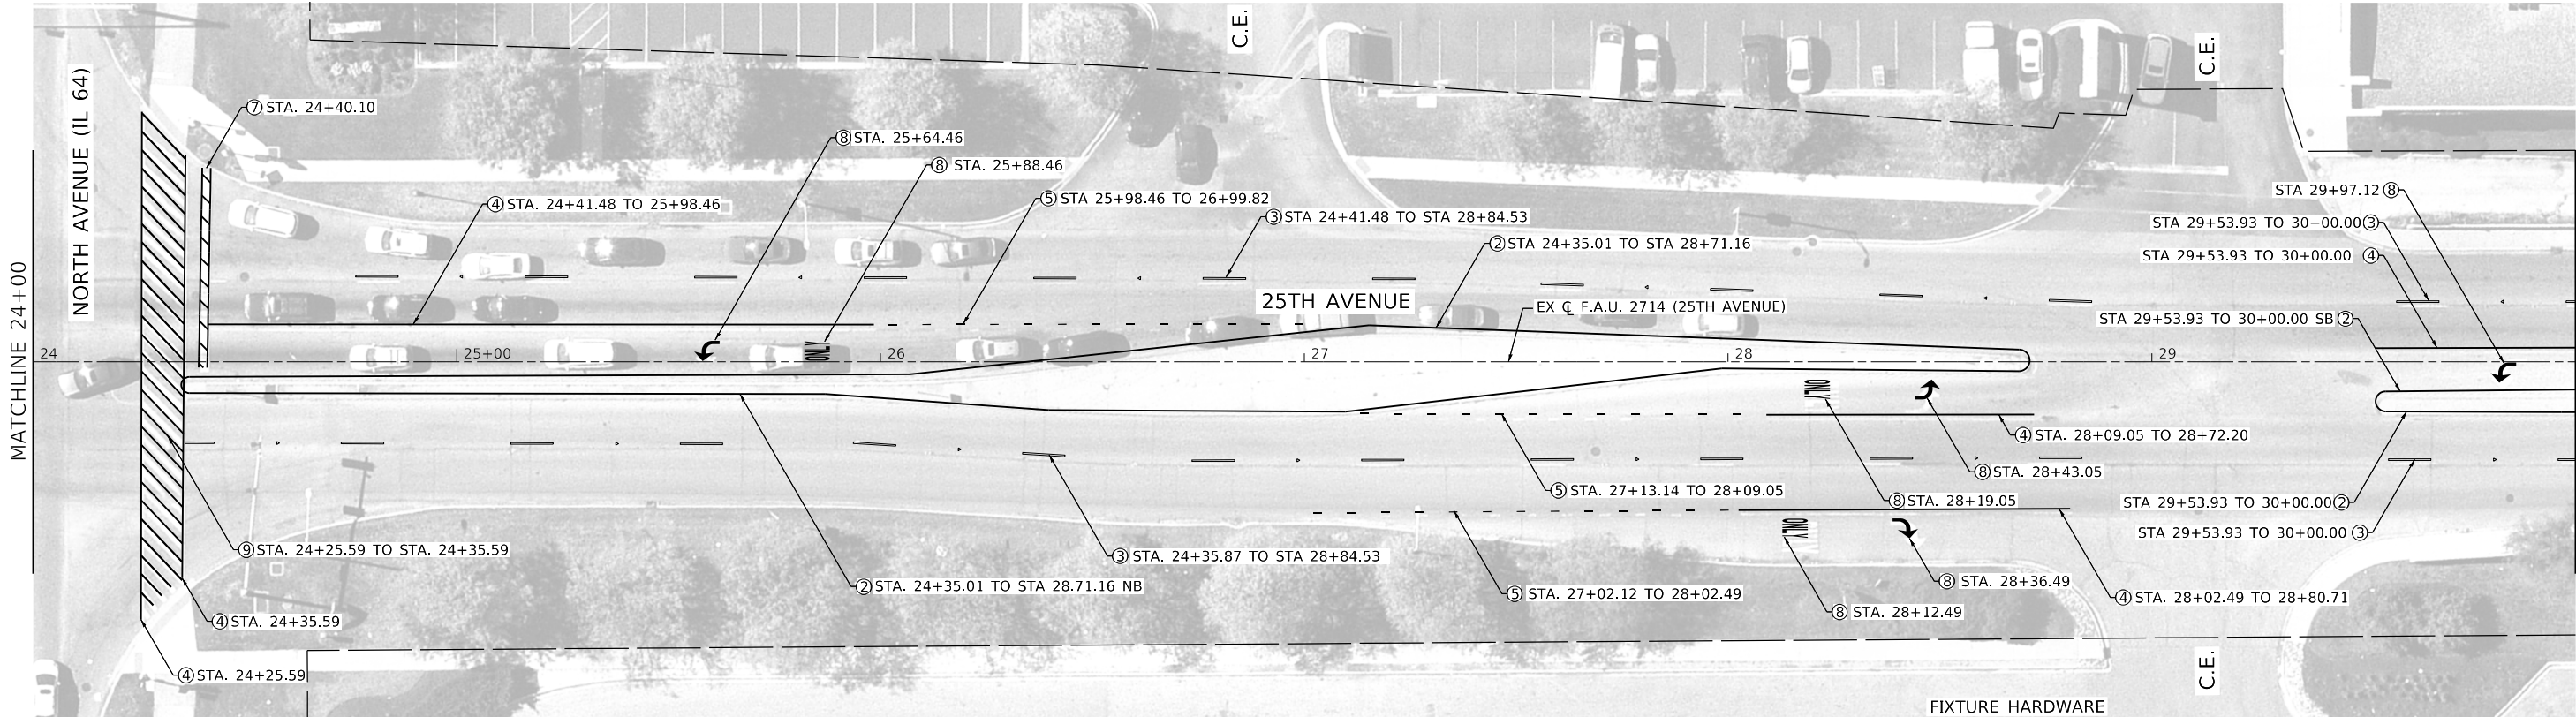 C.E.
C.E.
NORTH AVENUE (IL 64)
MATCHLINE 24+00
7 STA. 24+40.10
8 STA. 25+64.46
8 STA. 25+88.46
4 STA. 24+41.48 TO 25+98.46
5 STA 25+98.46 TO 26+99.82
3 STA 24+41.48 TO STA 28+84.53
2 STA 24+35.01 TO STA 28+71.16
STA 29+97.12 8
STA 29+53.93 TO 30+00.00 3
STA 29+53.93 TO 30+00.00 4
25TH AVENUE
EX ℄ F.A.U. 2714 (25TH AVENUE)
STA 29+53.93 TO 30+00.00 SB 2
24
25+00
26
27
28
29
ONLY
ONLY
4 STA. 28+09.05 TO 28+72.20
8 STA. 28+43.05
5 STA. 27+13.14 TO 28+09.05
8 STA. 28+19.05
STA 29+53.93 TO 30+00.00 2
STA 29+53.93 TO 30+00.00 3
ONLY
9 STA. 24+25.59 TO STA. 24+35.59
3 STA. 24+35.87 TO STA 28+84.53
2 STA. 24+35.01 TO STA 28.71.16 NB
8 STA. 28+36.49
5 STA. 27+02.12 TO 28+02.49
4 STA. 28+02.49 TO 28+80.71
8 STA. 28+12.49
4 STA. 24+35.59
4 STA. 24+25.59
C.E.
FIXTURE HARDWARE